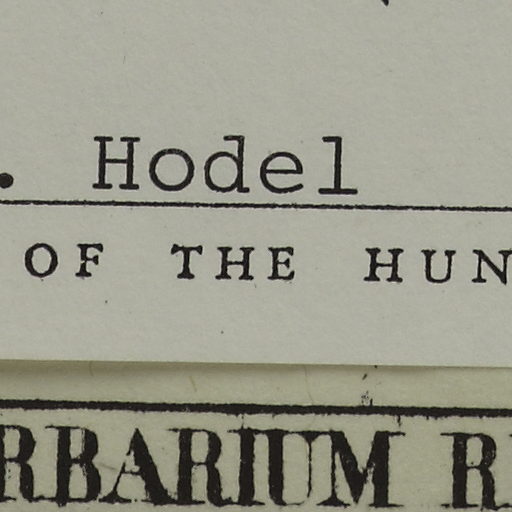 . Hodel
OF THE HUN
RBARIUM R